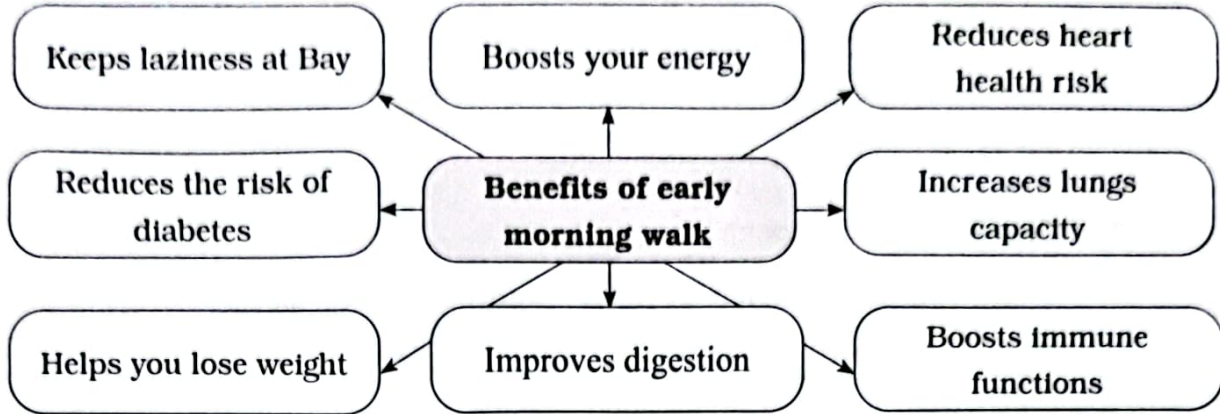 Keeps laziness at Bay
Boosts your energy
Reduces heart
health risk
Reduces the risk of
diabetes
Benefits of early
morning walk
Increases lungs
capacity
Helps you lose weight
Improves digestion
Boosts immune
functions